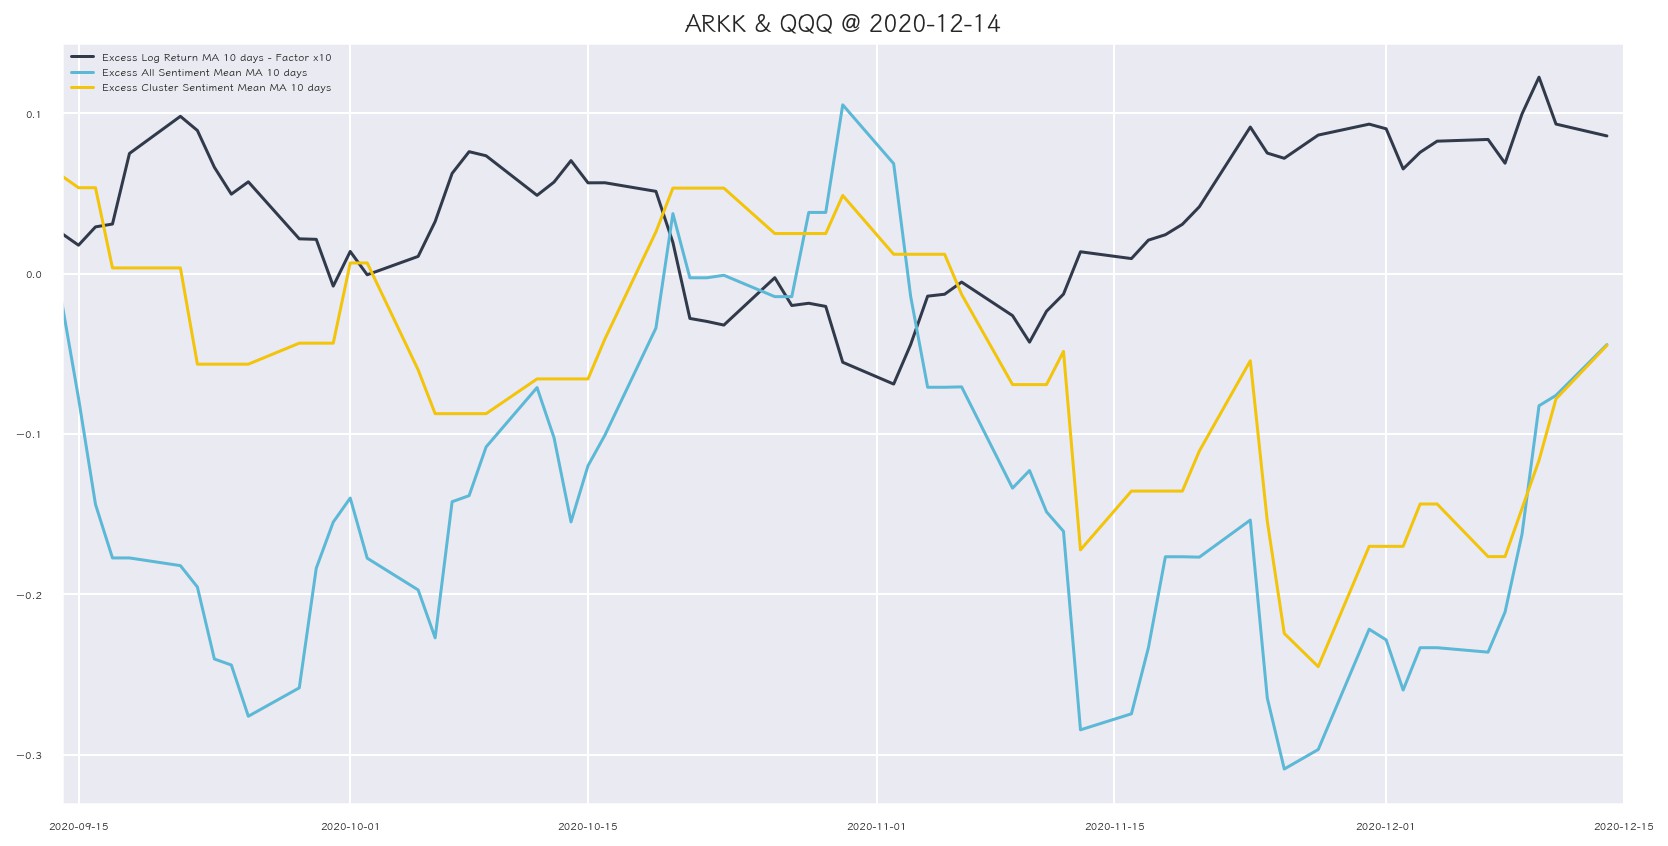 ARKK & QQQ @ 2020-12-14
Excess Log Return MA 10 days - Factor x10
Excess All Sentiment Mean MA 10 days
Excess Cluster Sentiment Mean MA 10 days
0.1
0.0
−0.1
−0.2
−0.3
2020-09-15 2020-10-01 2020-10-15 2020-11-01 2020-11-15 2020-12-01 2020-12-15